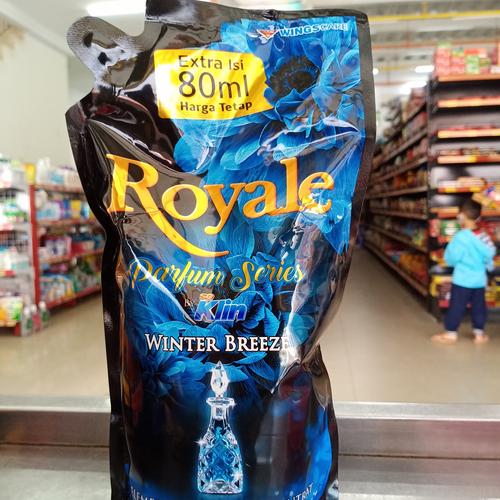 WINGSCARE
Extra Isi
80ml
Harga Tetap
Royale
Parfum Series
by So Klin
WINTER BREEZE